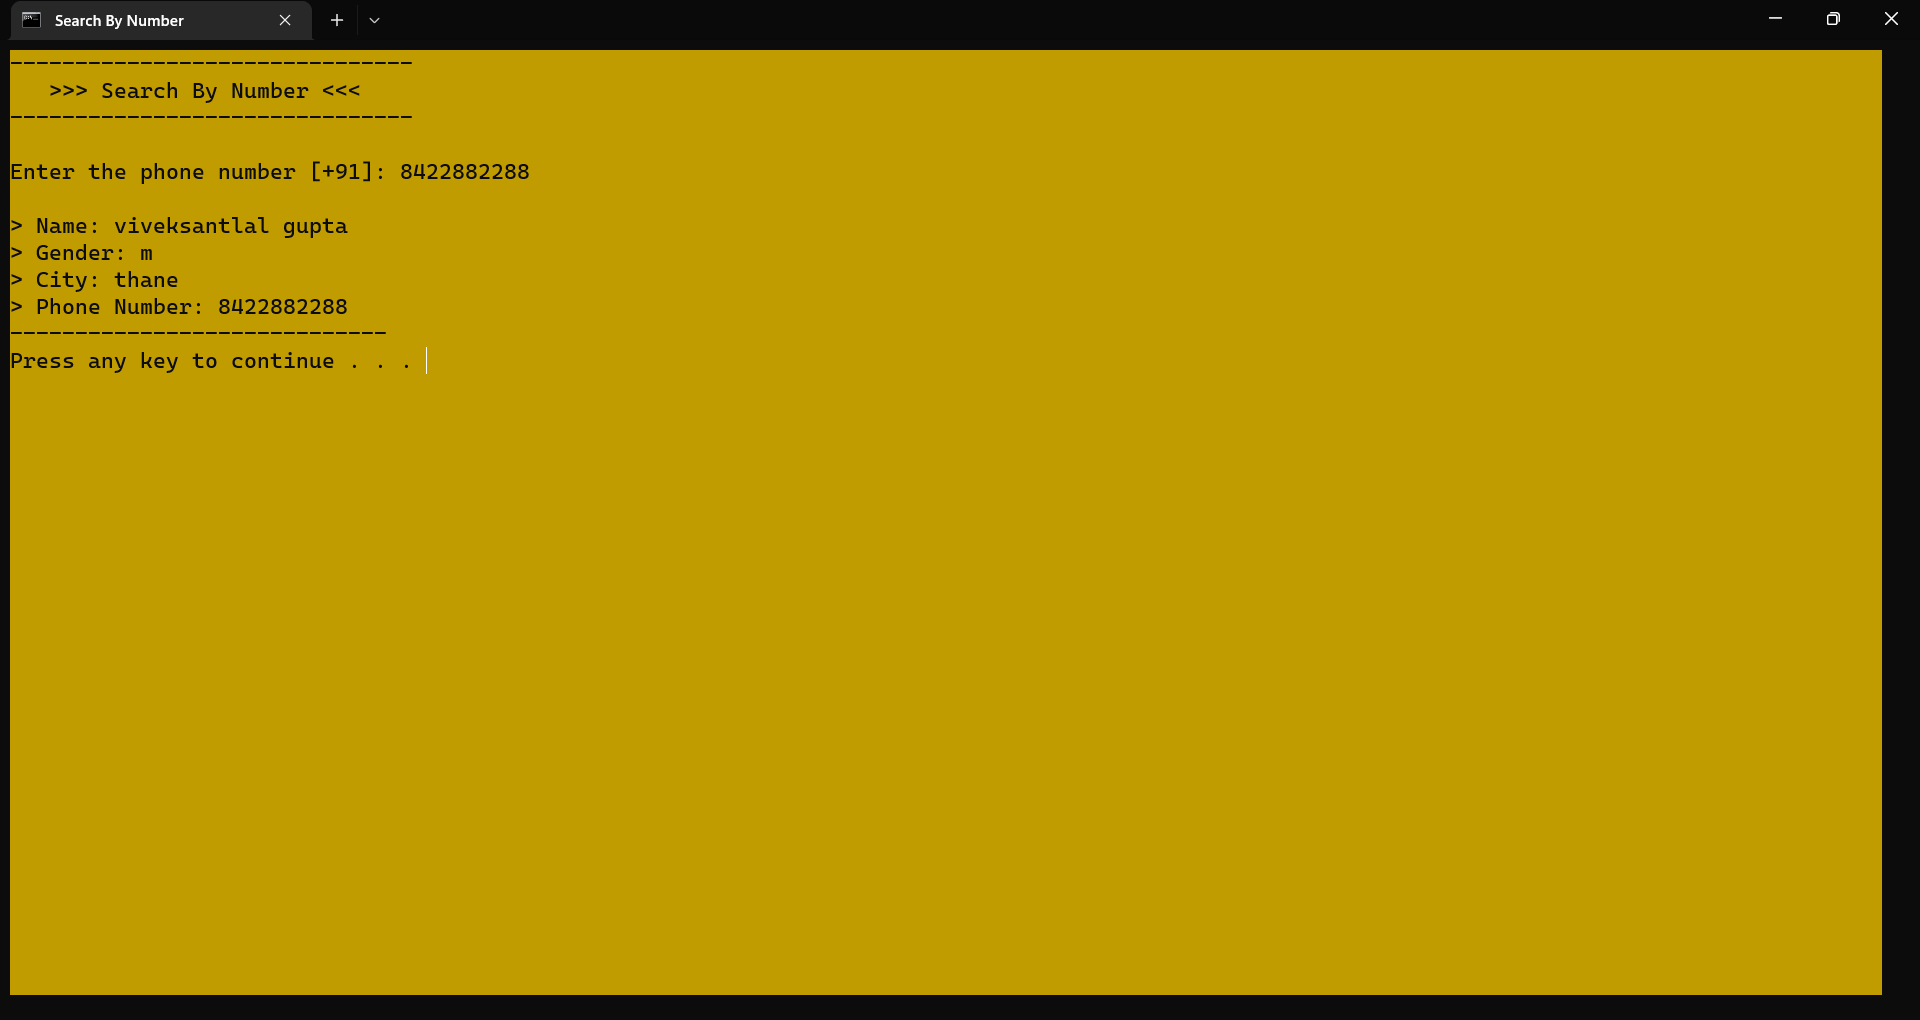 Search By Number
-------------------------------
>>> Search By Number <<<
-------------------------------
Enter the phone number [+91]: 8422882288
> Name: viveksantlal gupta
> Gender: m
> City: thane
> Phone Number: 8422882288
-----------------------------
Press any key to continue . . .